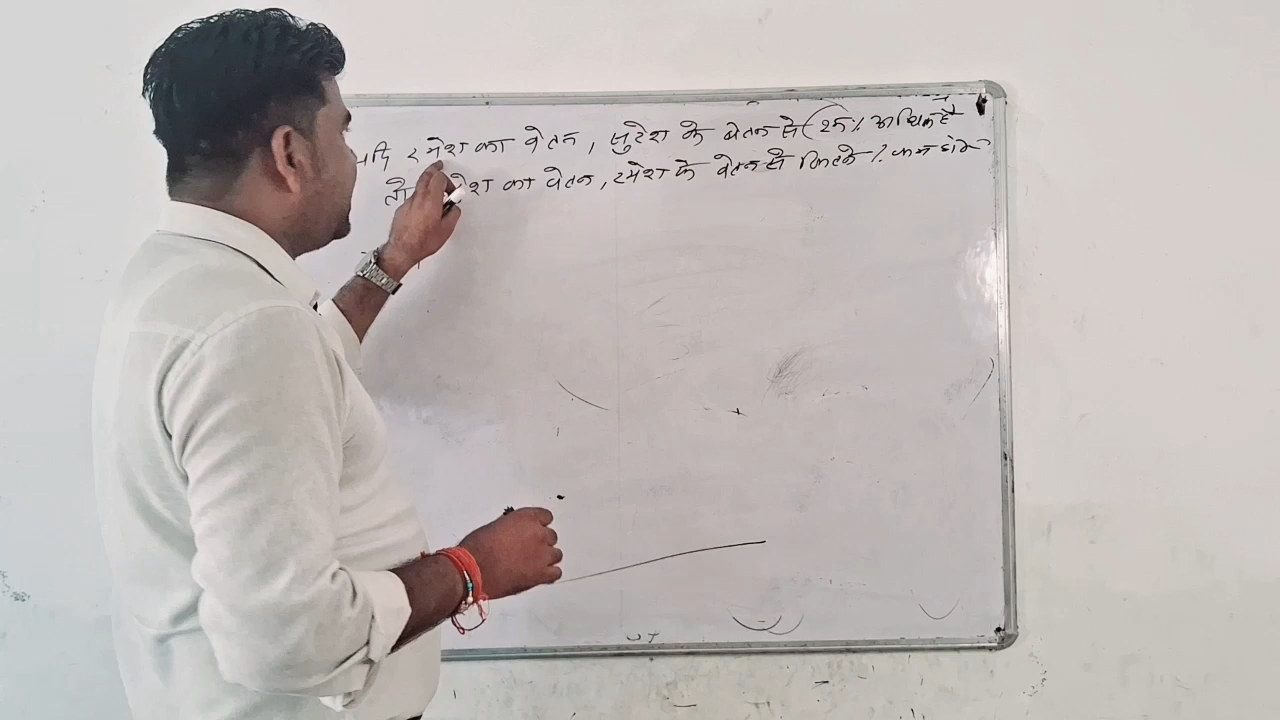 यदि रमेश का वेतन, सुरेश के वेतन से (25% अधिक है
तो रेश का वेतन, रमेश के वेतन से कितने % कम होगा